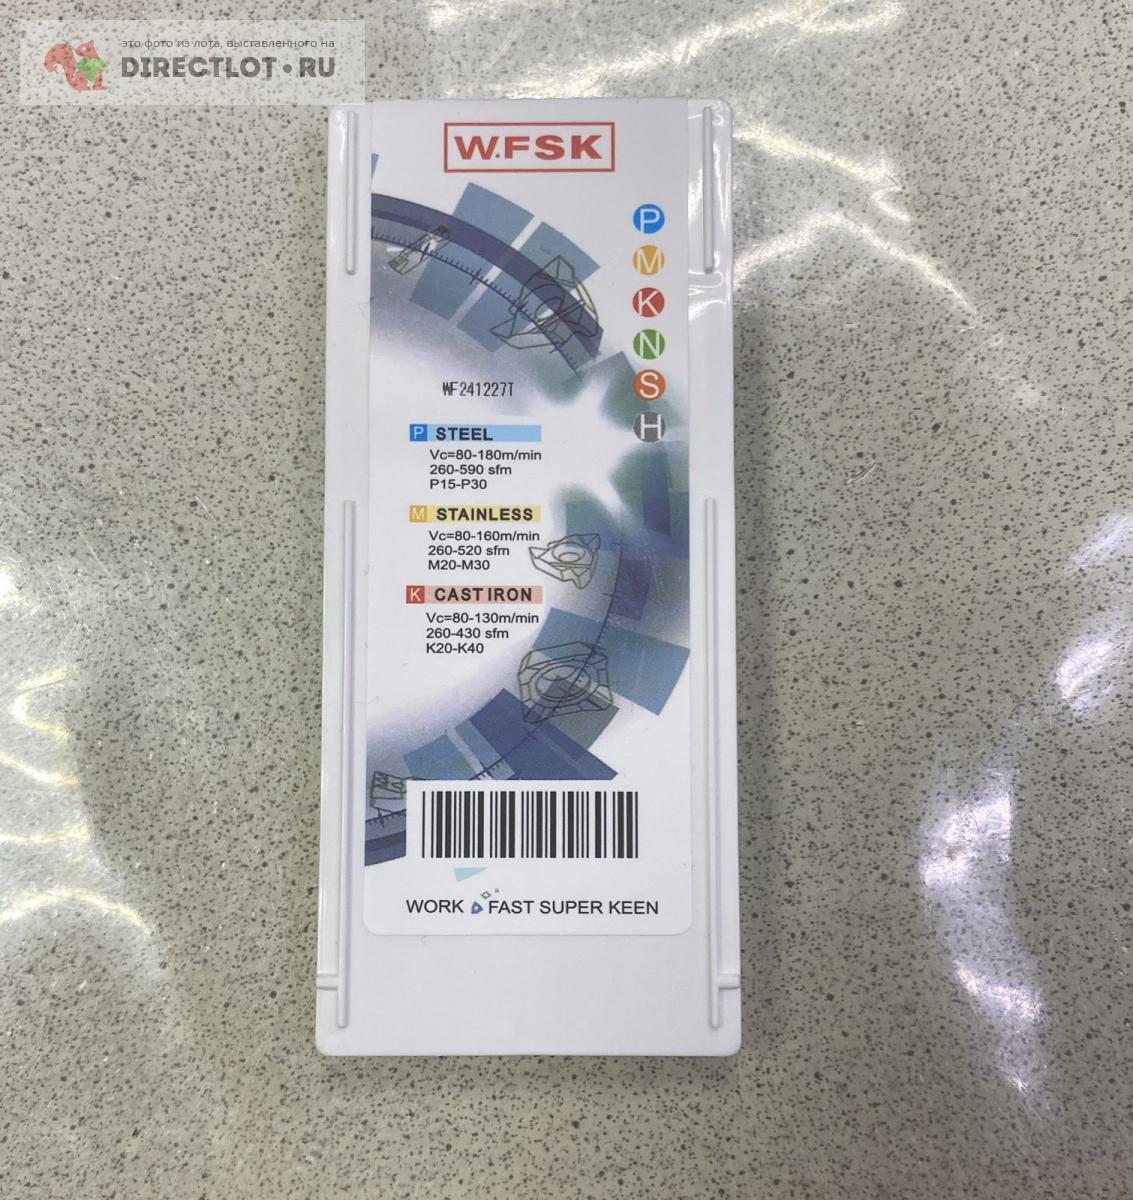 это фото из лота, выставленного на
DIRECTLOT•RU
W.FSK
P
M
K
N
S
H
WF241227T
P STEEL
Vc=80-180m/min
260-590 sfm
P15-P30
M STAINLESS
Vc=80-160m/min
260-520 sfm
M20-M30
K CAST IRON
Vc=80-130m/min
260-430 sfm
K20-K40
WORK FAST SUPER KEEN